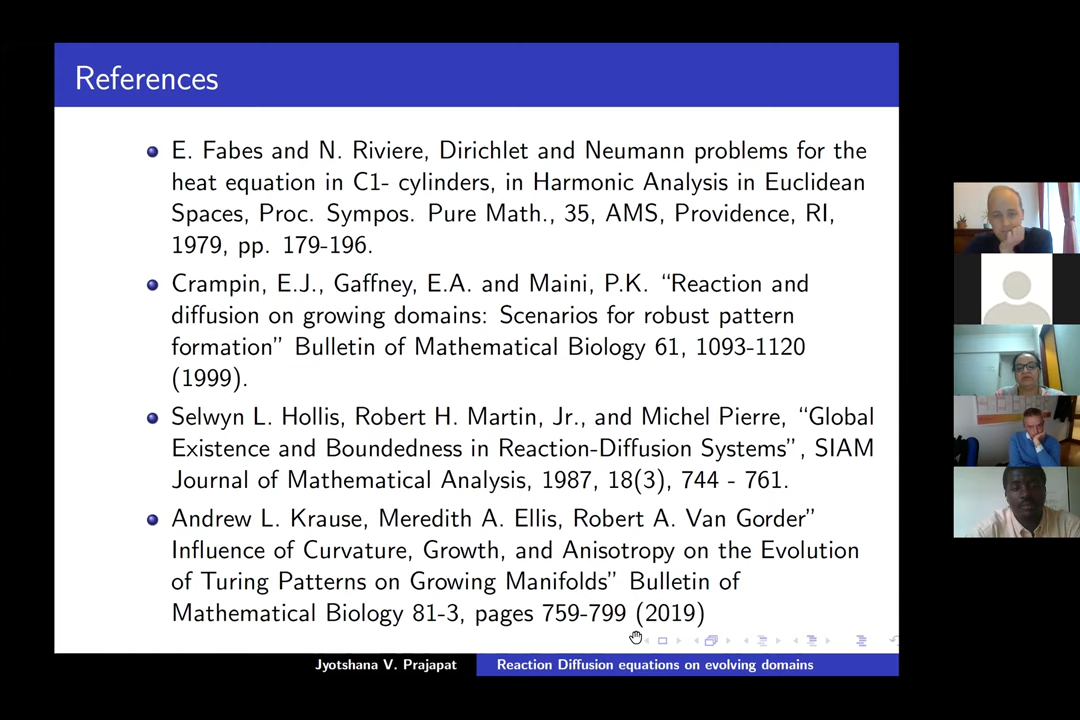 References
E. Fabes and N. Riviere, Dirichlet and Neumann problems for the
heat equation in C1- cylinders, in Harmonic Analysis in Euclidean
Spaces, Proc. Sympos. Pure Math., 35, AMS, Providence, RI,
1979, pp. 179-196.
Crampin, E.J., Gaffney, E.A. and Maini, P.K. “Reaction and
diffusion on growing domains: Scenarios for robust pattern
formation” Bulletin of Mathematical Biology 61, 1093-1120
(1999).
Selwyn L. Hollis, Robert H. Martin, Jr., and Michel Pierre, “Global
Existence and Boundedness in Reaction-Diffusion Systems”, SIAM
Journal of Mathematical Analysis, 1987, 18(3), 744 - 761.
Andrew L. Krause, Meredith A. Ellis, Robert A. Van Gorder”
Influence of Curvature, Growth, and Anisotropy on the Evolution
of Turing Patterns on Growing Manifolds” Bulletin of
Mathematical Biology 81-3, pages 759-799 (2019)
Jyotshana V. Prajapat Reaction Diffusion equations on evolving domains